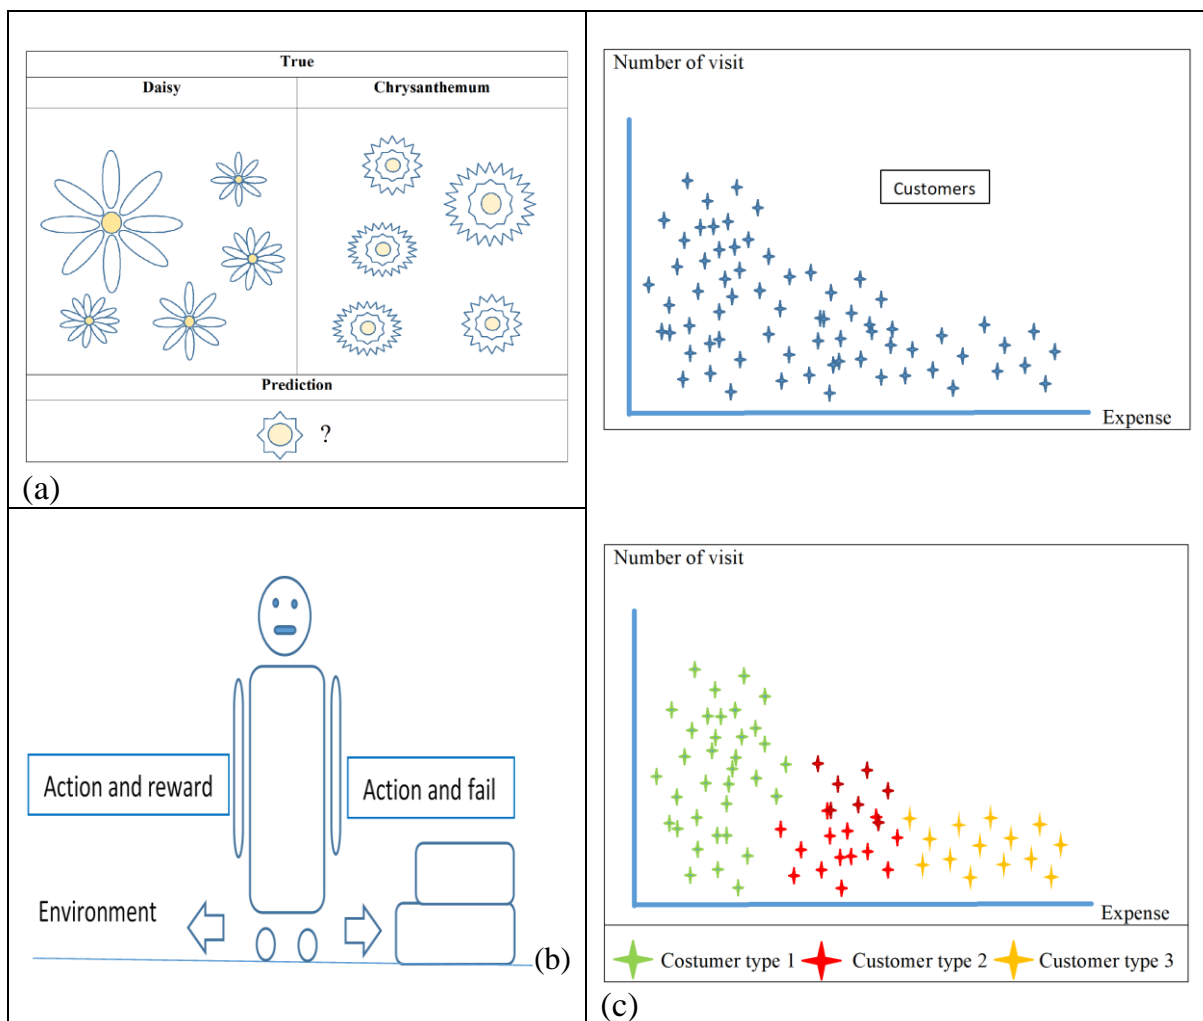 True
Daisy Chrysanthemum
Prediction
?
(a)
Number of visit
Customers
Expense
Action and reward
Action and fail
Environment
(b)
Number of visit
Expense
Costumer type 1 Customer type 2 Customer type 3
(c)